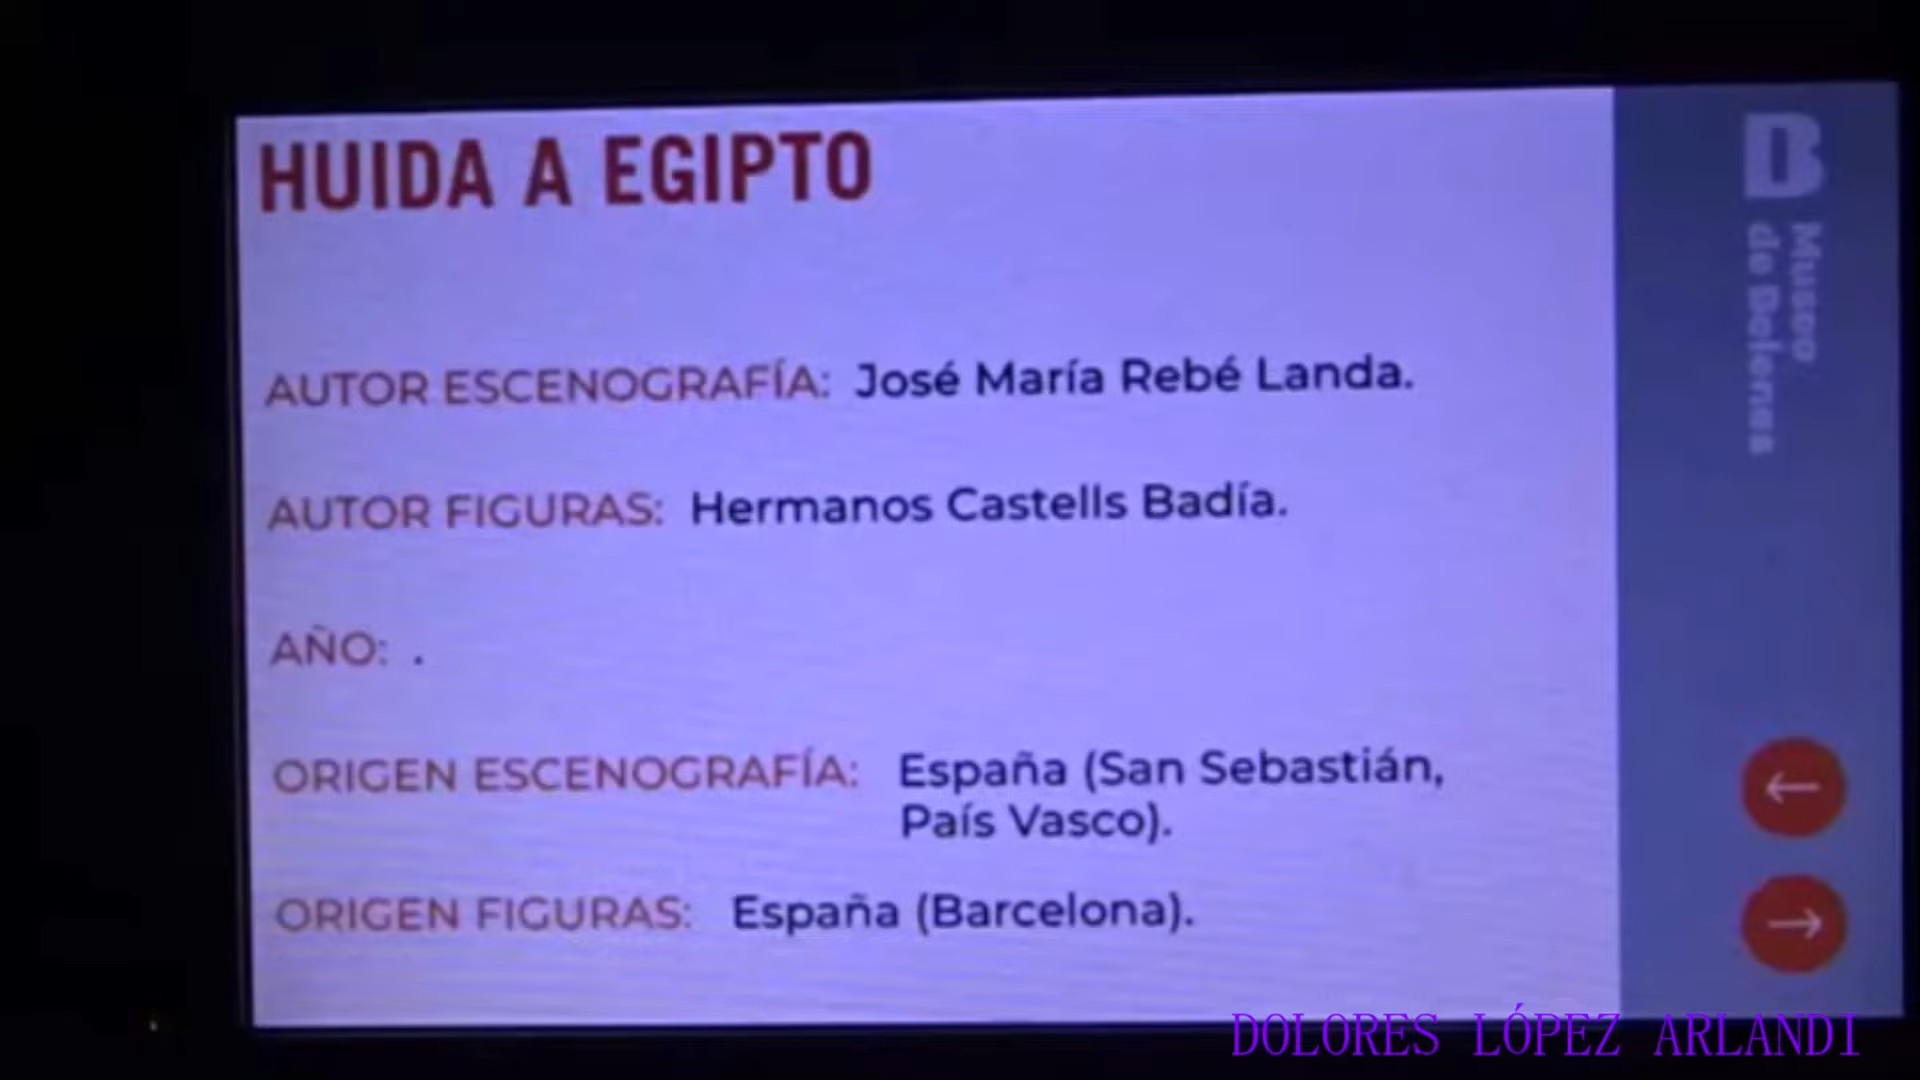 HUIDA A EGIPTO
AUTOR ESCENOGRAFÍA: José María Rebé Landa.
AUTOR FIGURAS: Hermanos Castells Badía.
AÑO: .
ORIGEN ESCENOGRAFÍA: España (San Sebastián,
País Vasco).
ORIGEN FIGURAS: España (Barcelona).
B
Museo
de Belenes
DOLORES LÓPEZ ARLANDI